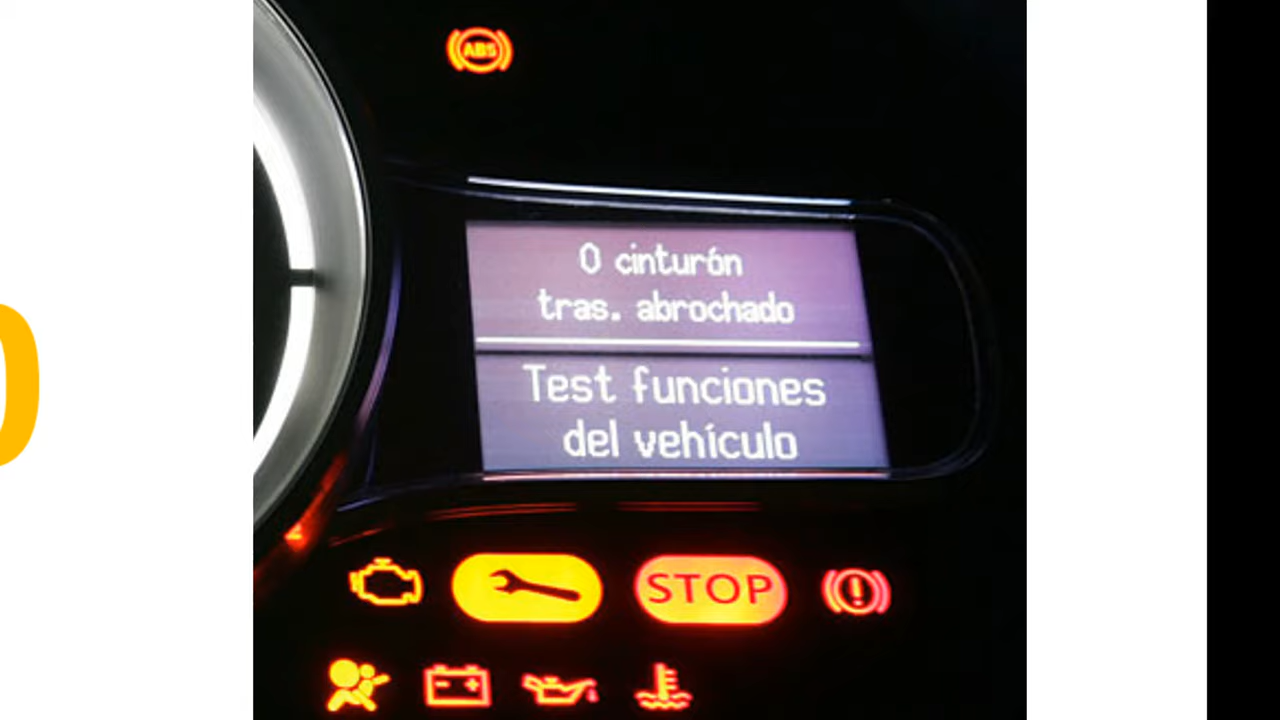 ABS
0 cinturón
tras. abrochado
Test funciones
del vehículo
STOP